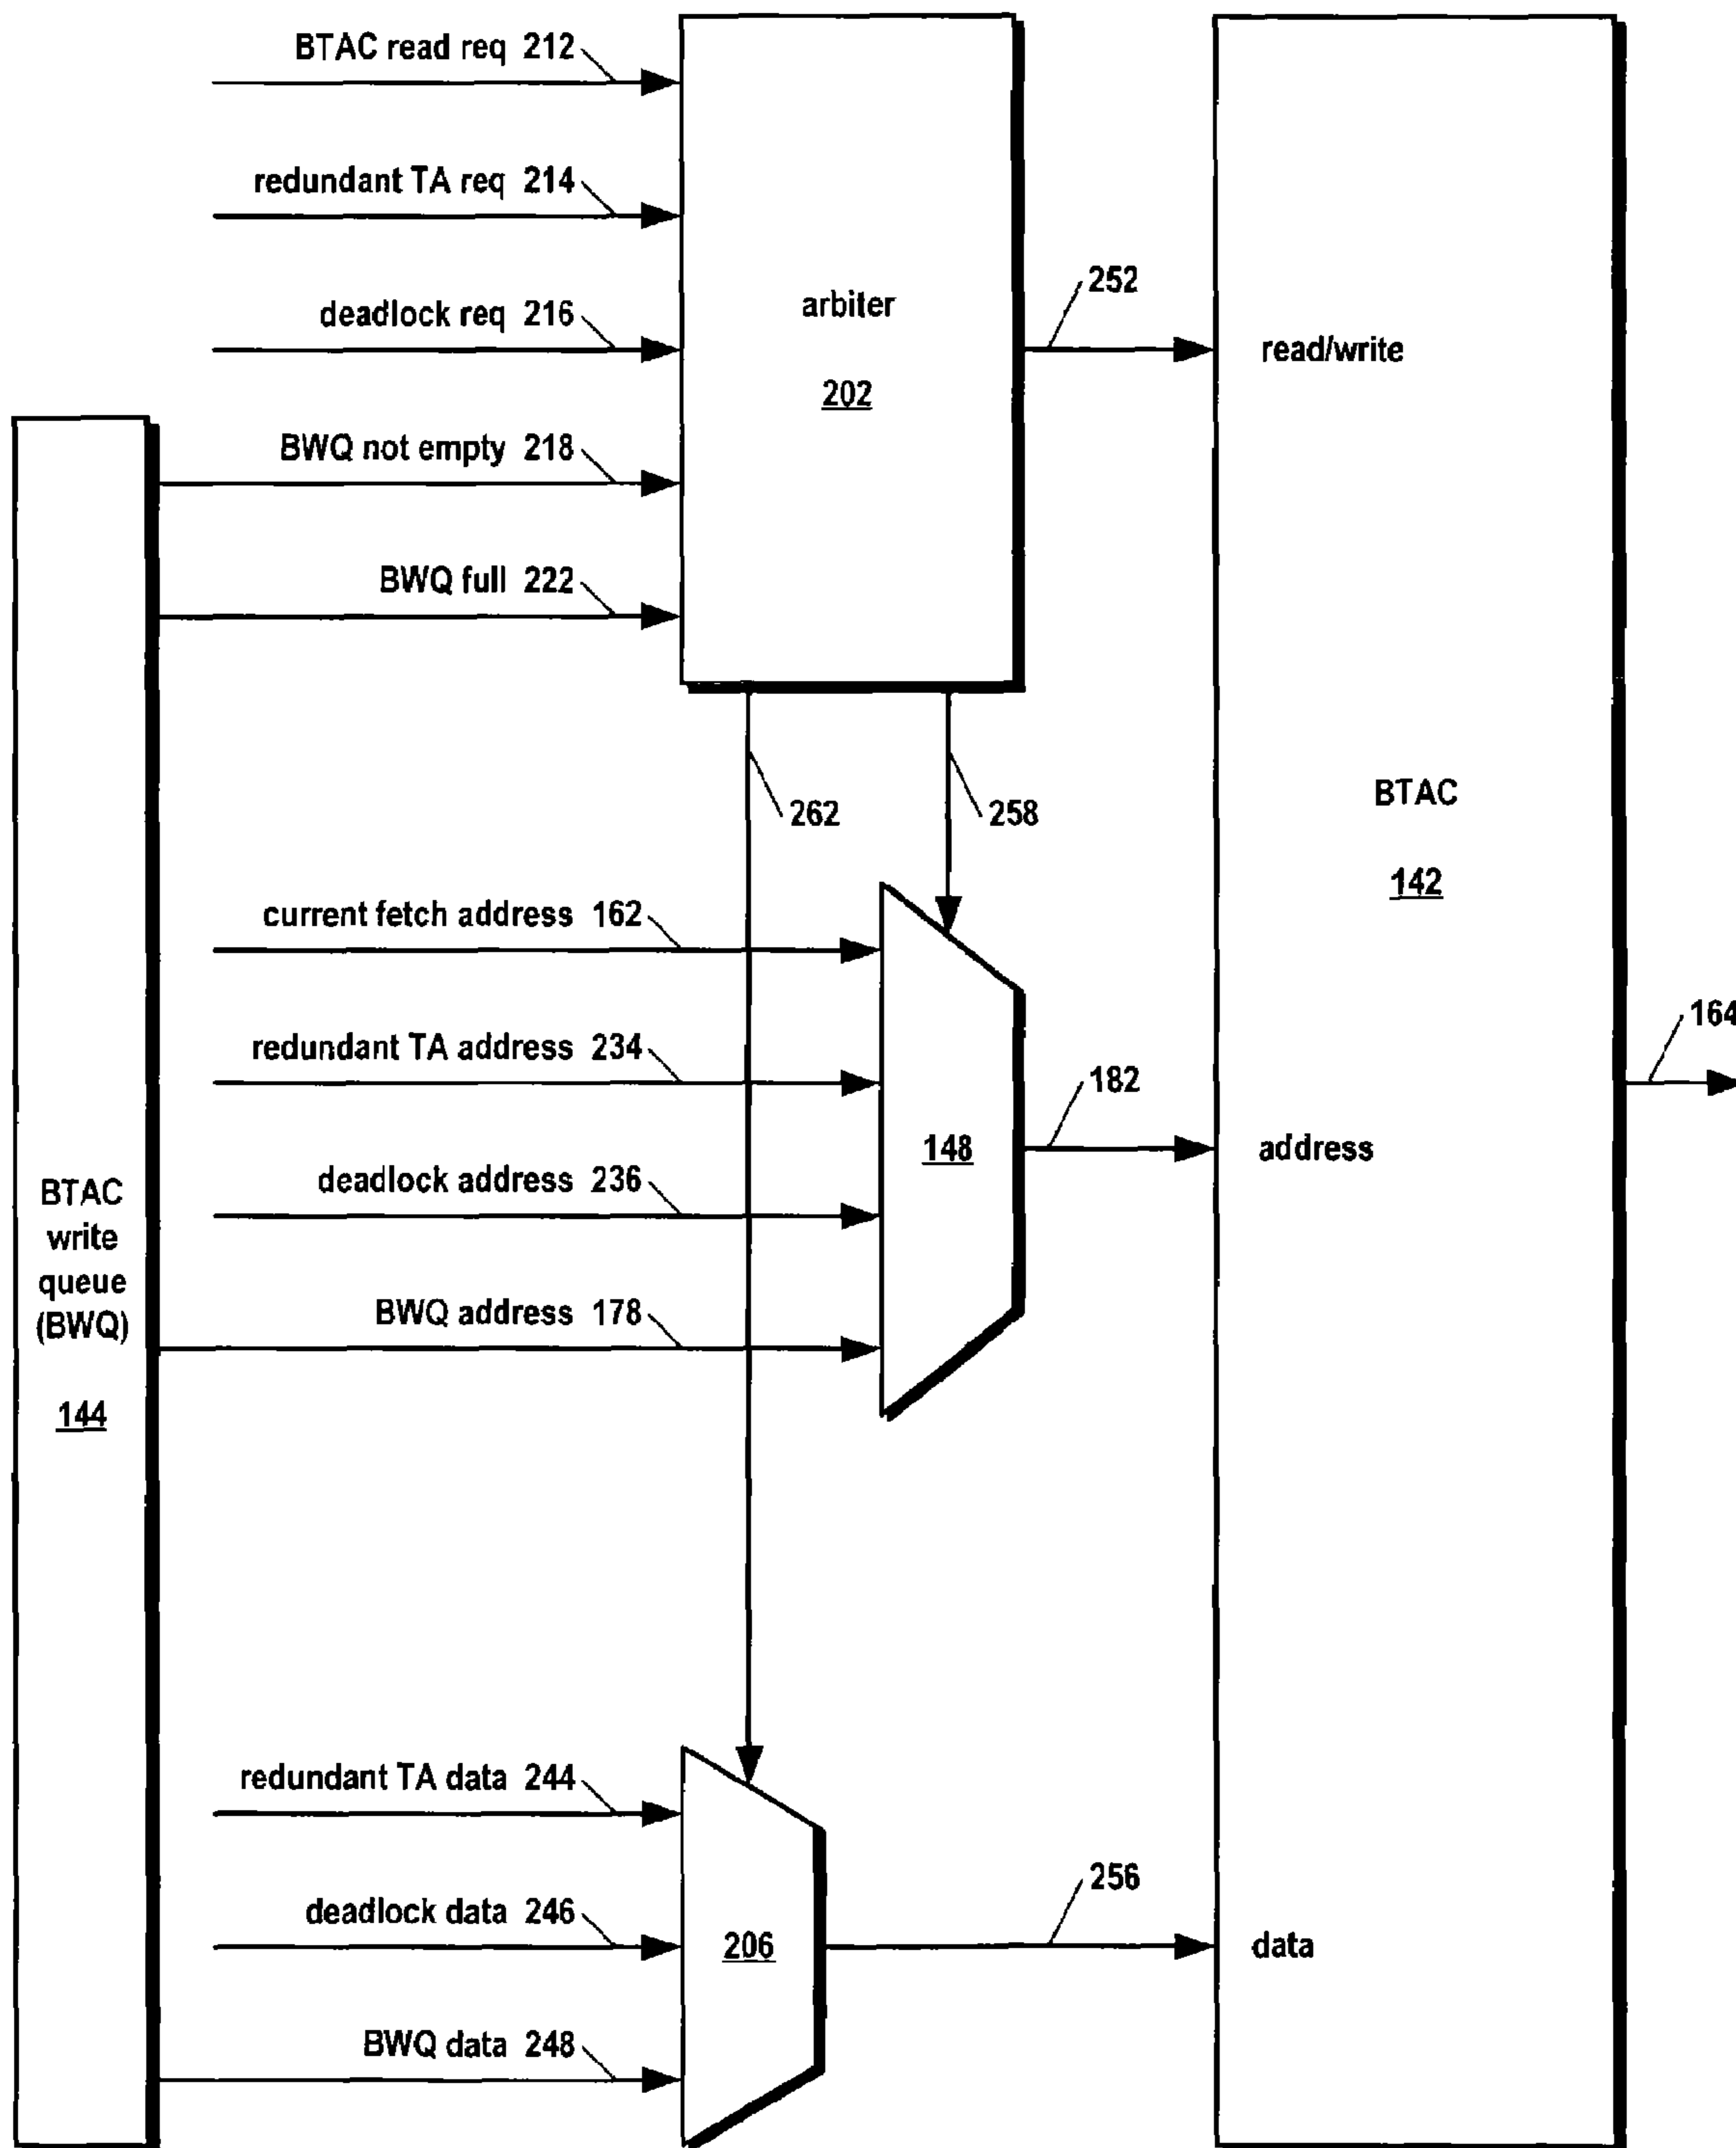 BTAC read req 212
redundant TA req 214
deadlock req 216
BWQ not empty 218
BWQ full 222
arbiter
202
252
read/write
262
258
BTAC
142
current fetch address 162
redundant TA address 234
deadlock address 236
BWQ address 178
148
182
address
164
BTAC
write
queue
(BWQ)
144
redundant TA data 244
deadlock data 246
BWQ data 248
206
256
data